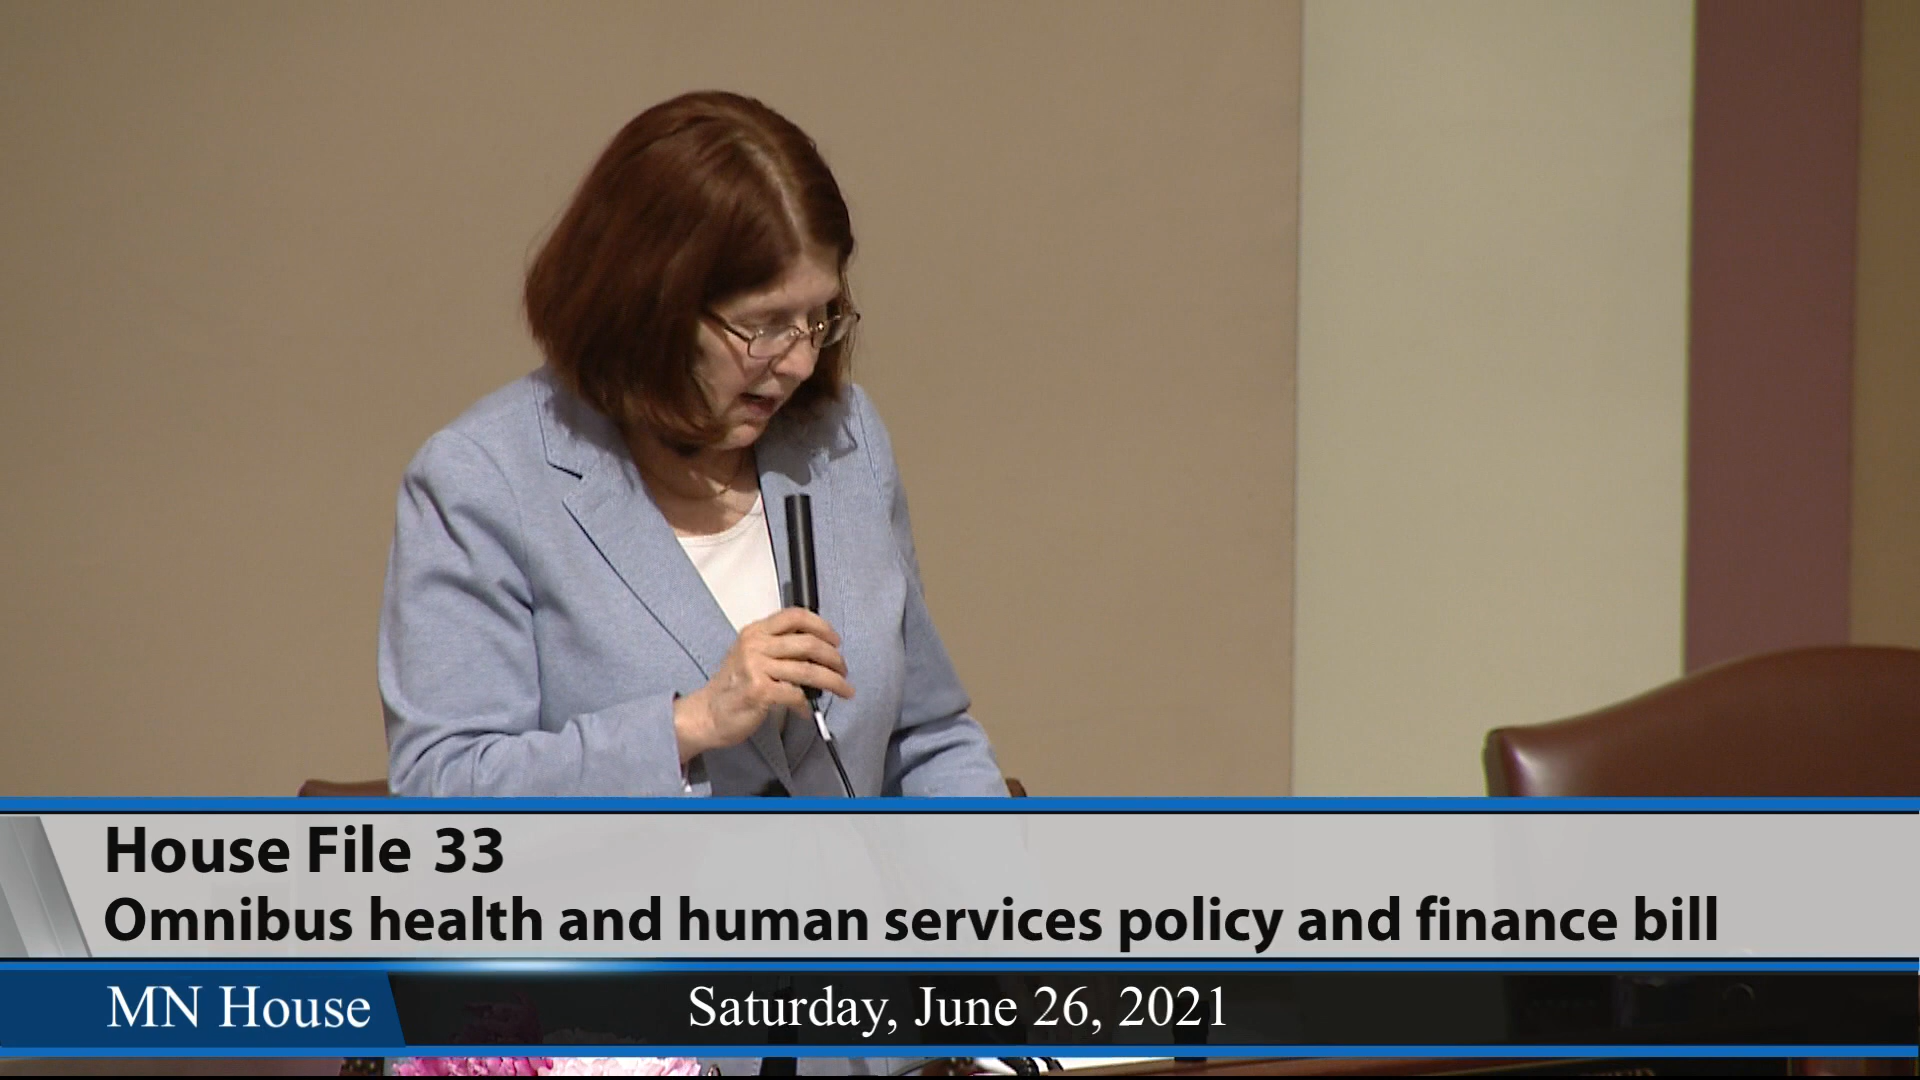 House File 33
Omnibus health and human services policy and finance bill
MN House
Saturday, June 26, 2021